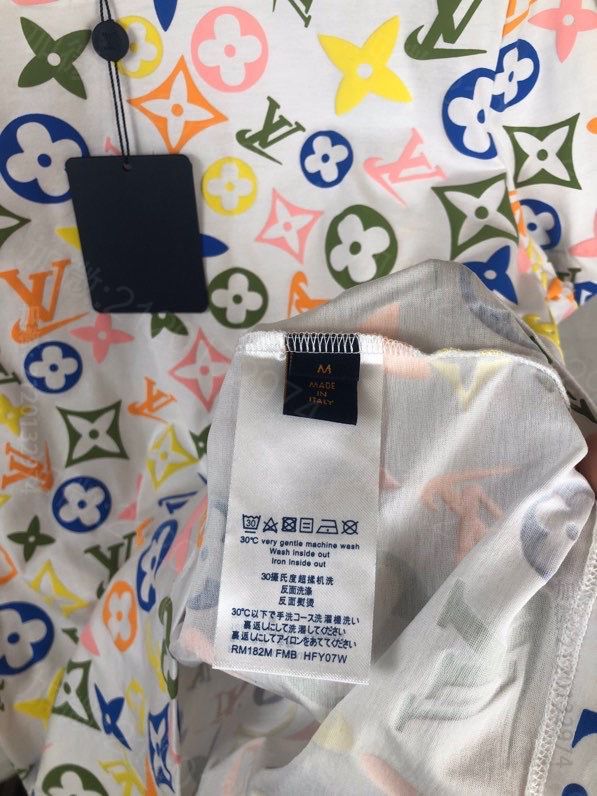 M
MADE
IN
ITALY
30
30℃ very gentle machine wash
Wash inside out
Iron inside out
30攝氏度超揉机洗
反面洗滌
反面熨烫
30℃以下で手洗コース洗濯機洗い
裏返しにして洗濯してください
裏返しにしてアイロンをあててください
RM182M FMB HFY07W